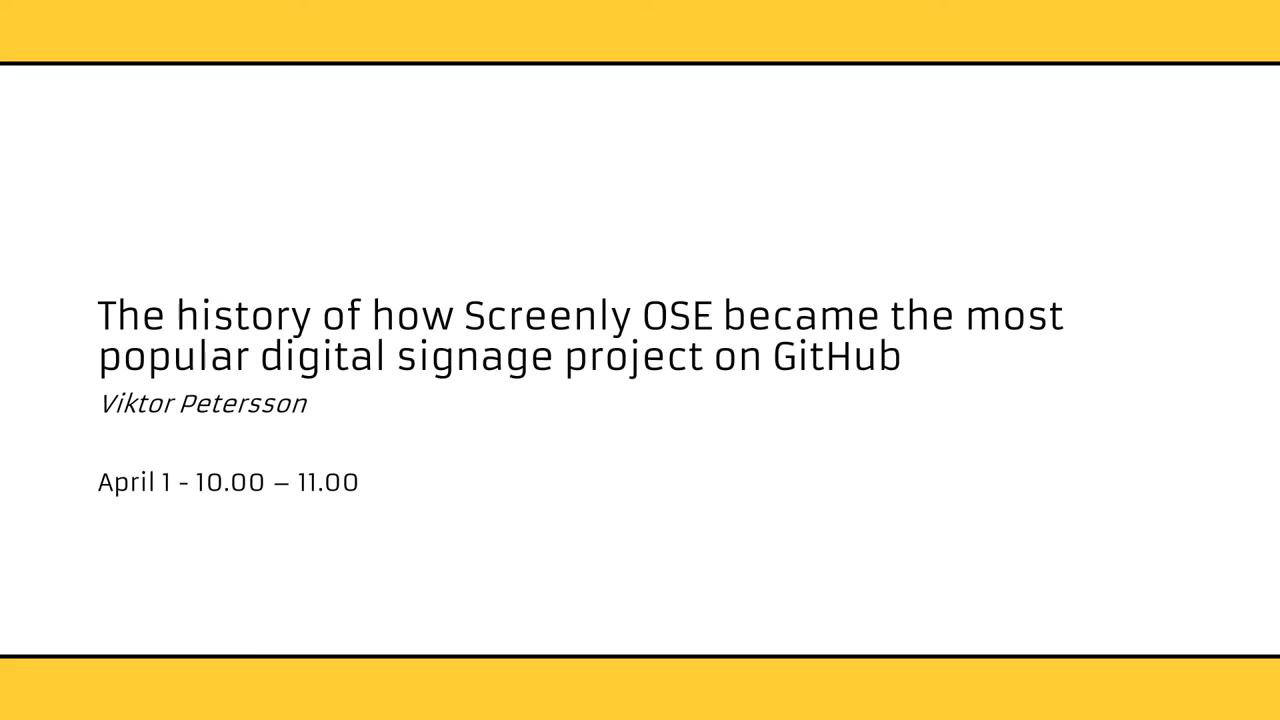 The history of how Screenly OSE became the most
popular digital signage project on GitHub
Viktor Petersson
April 1 - 10.00 – 11.00